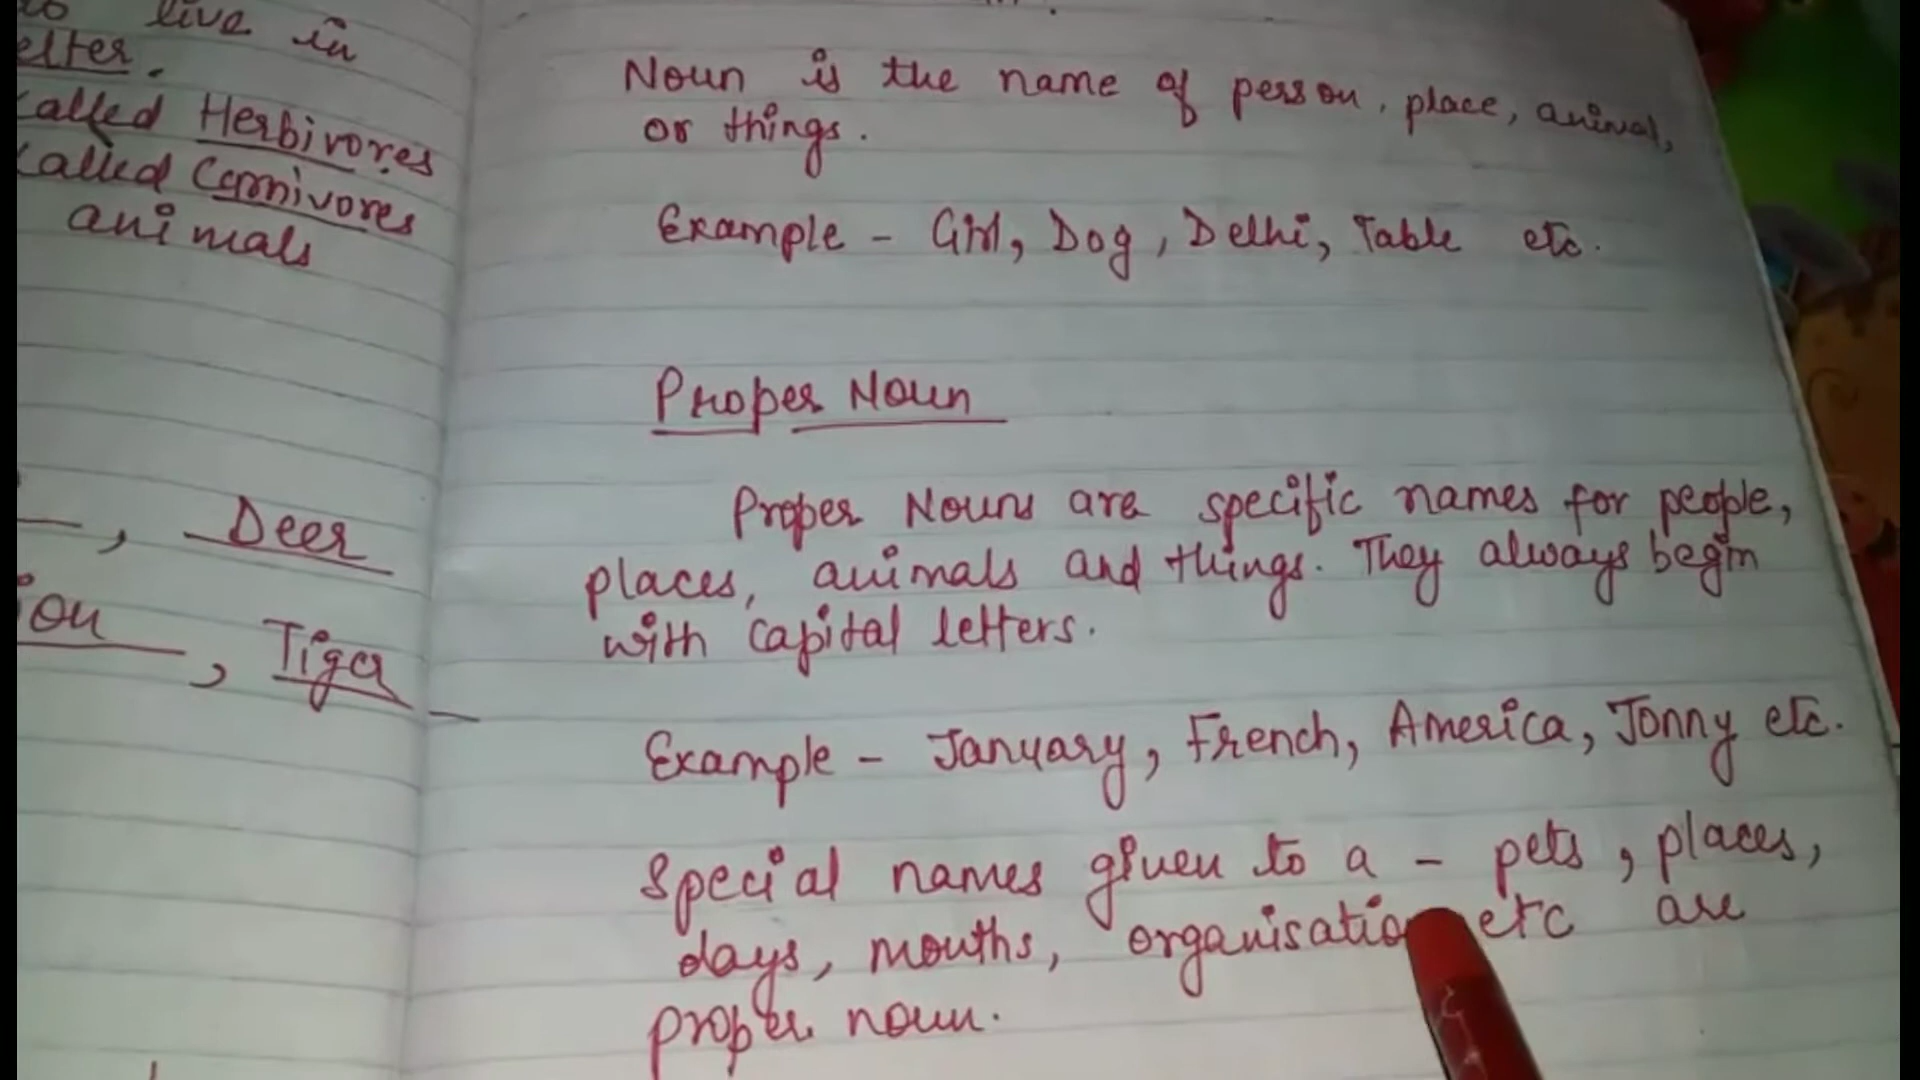 live in
called Herbivores
called Carnivores
animals
, Deer
, Tiger
Noun is the name of person, place, animal,
or things.
Example - Girl, Dog, Delhi, Table etc.
Proper Noun
Proper Nouns are specific names for people,
places, animals and things. They always begin
with capital letters.
Example - January, French, America, Jonny etc.
Special names given to a - pets, places,
days, months, organisation etc are
proper noun.